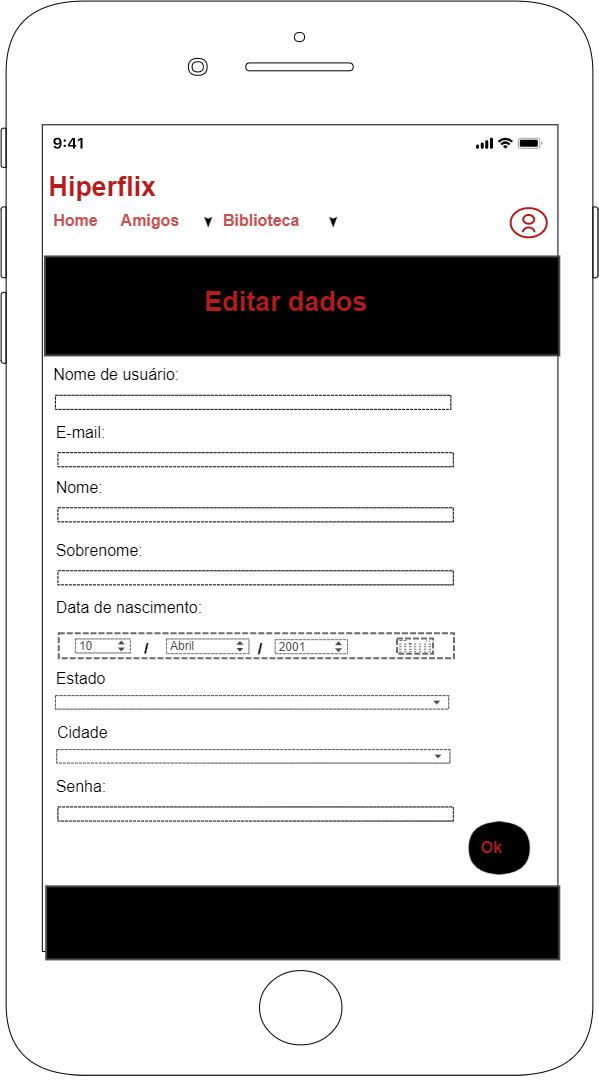 9:41
Hiperflix
Home Amigos Biblioteca
Editar dados
Nome de usuário:
E-mail:
Nome:
Sobrenome:
Data de nascimento:
10 / Abril / 2001
Estado
Cidade
Senha:
Ok